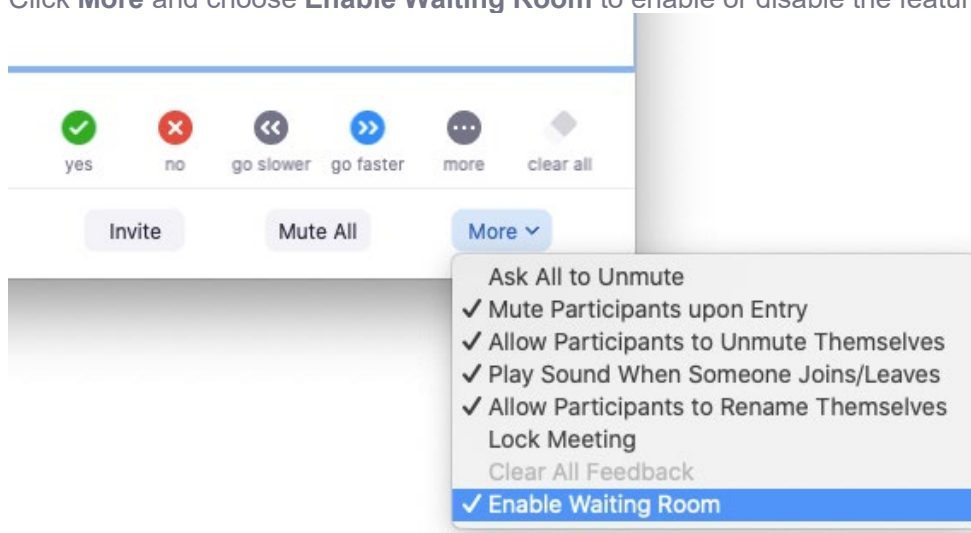 Click More and choose Enable Waiting Room to enable or disable the featur
yes no go slower go faster more clear all
Invite Mute All More
Ask All to Unmute
✓ Mute Participants upon Entry
✓ Allow Participants to Unmute Themselves
✓ Play Sound When Someone Joins/Leaves
✓ Allow Participants to Rename Themselves
Lock Meeting
Clear All Feedback
✓ Enable Waiting Room